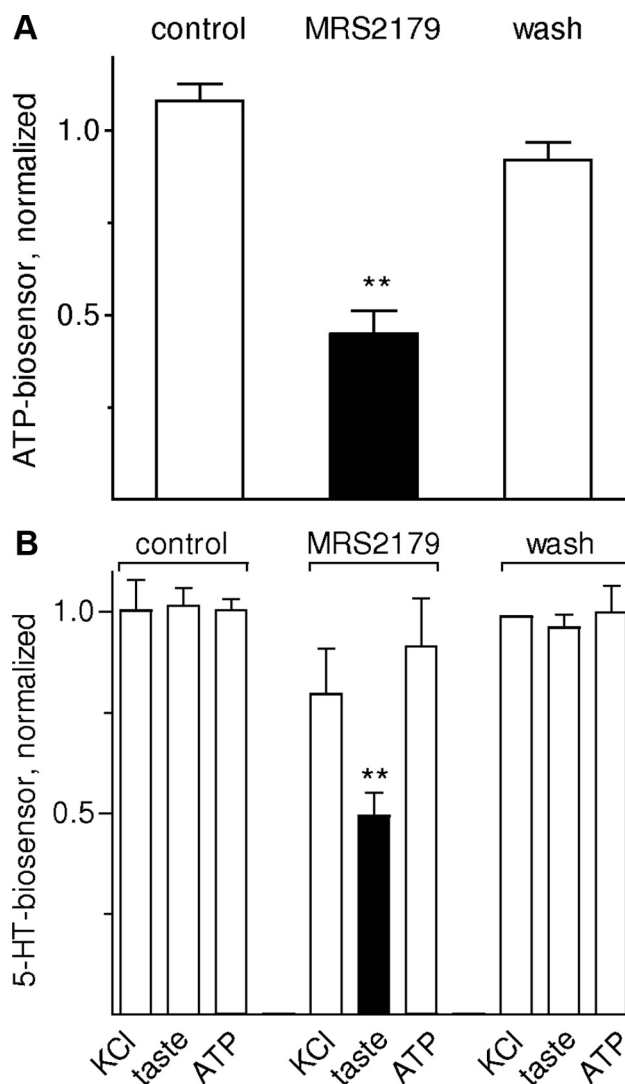 A
control MRS2179 wash
ATP-biosensor, normalized
1.0
**
0.5
B
control MRS2179 wash
5-HT-biosensor, normalized
1.0
**
0.5
KCl taste ATP KCl taste ATP KCl taste ATP